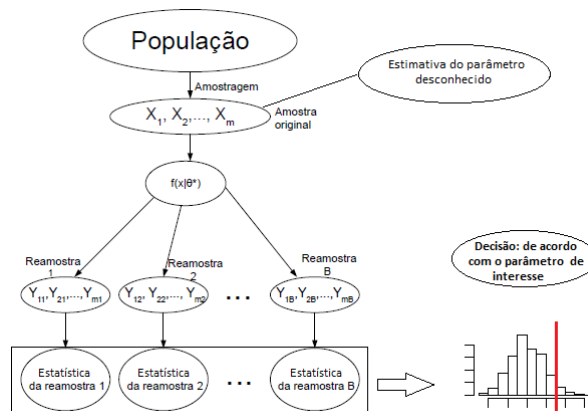 População
Estimativa do parâmetro
desconhecido
Amostragem
X1, X2,..., Xm
Amostra
original
f(x|θ*)
Reamostra
1
Reamostra
2
Reamostra
B
Decisão: de acordo
com o parâmetro de
interesse
Y11,Y21,...,Ym1
Y12, Y22,..., Ym2
...
Y1B, Y2B,..., YmB
Estatística
da reamostra 1
Estatística
da reamostra 2
...
Estatística
da reamostra B